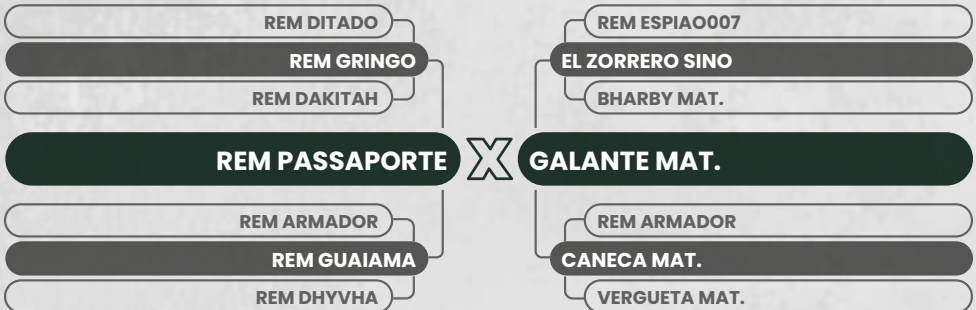 REM DITADO
REM GRINGO
REM DAKITAH
REM PASSAPORTE
REM ARMADOR
REM GUAIAMA
REM DHYVHA
X
REM ESPIAO007
EL ZORRERO SINO
BHARBY MAT.
GALANTE MAT.
REM ARMADOR
CANECA MAT.
VERGUETA MAT.